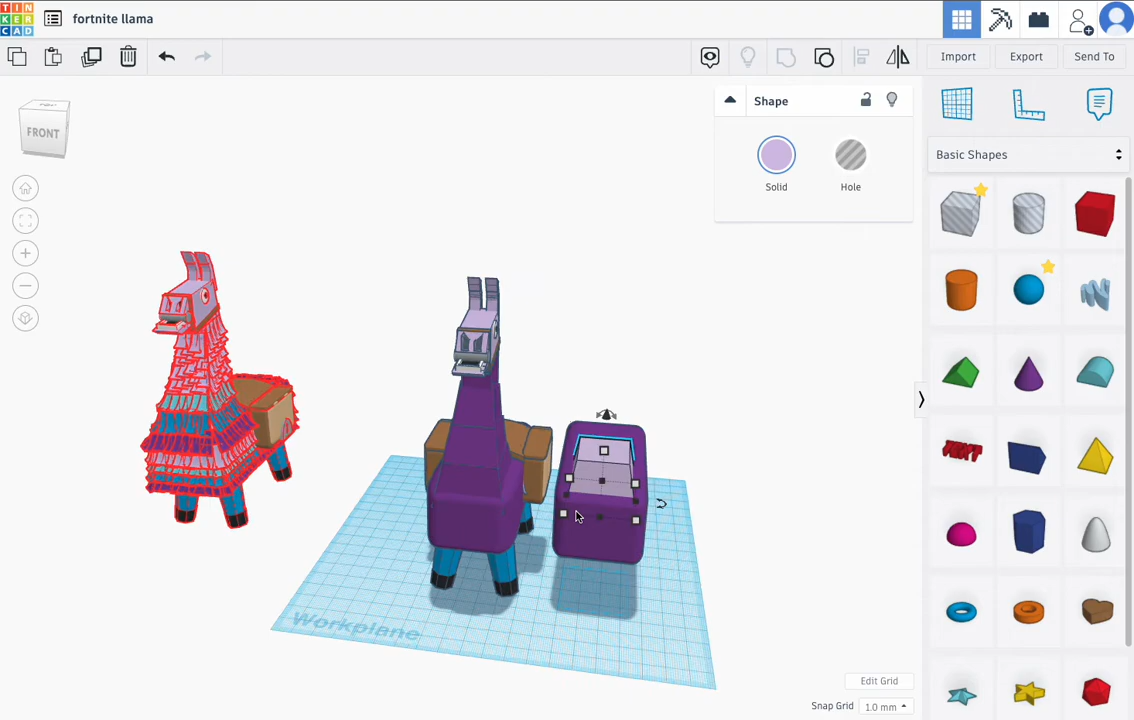 TIN
KER
CAD
fortnite llama
Import
Export
Send To
FRONT
Shape
Solid
Hole
Basic Shapes
TEXT
Workplane
Edit Grid
Snap Grid
1.0 mm